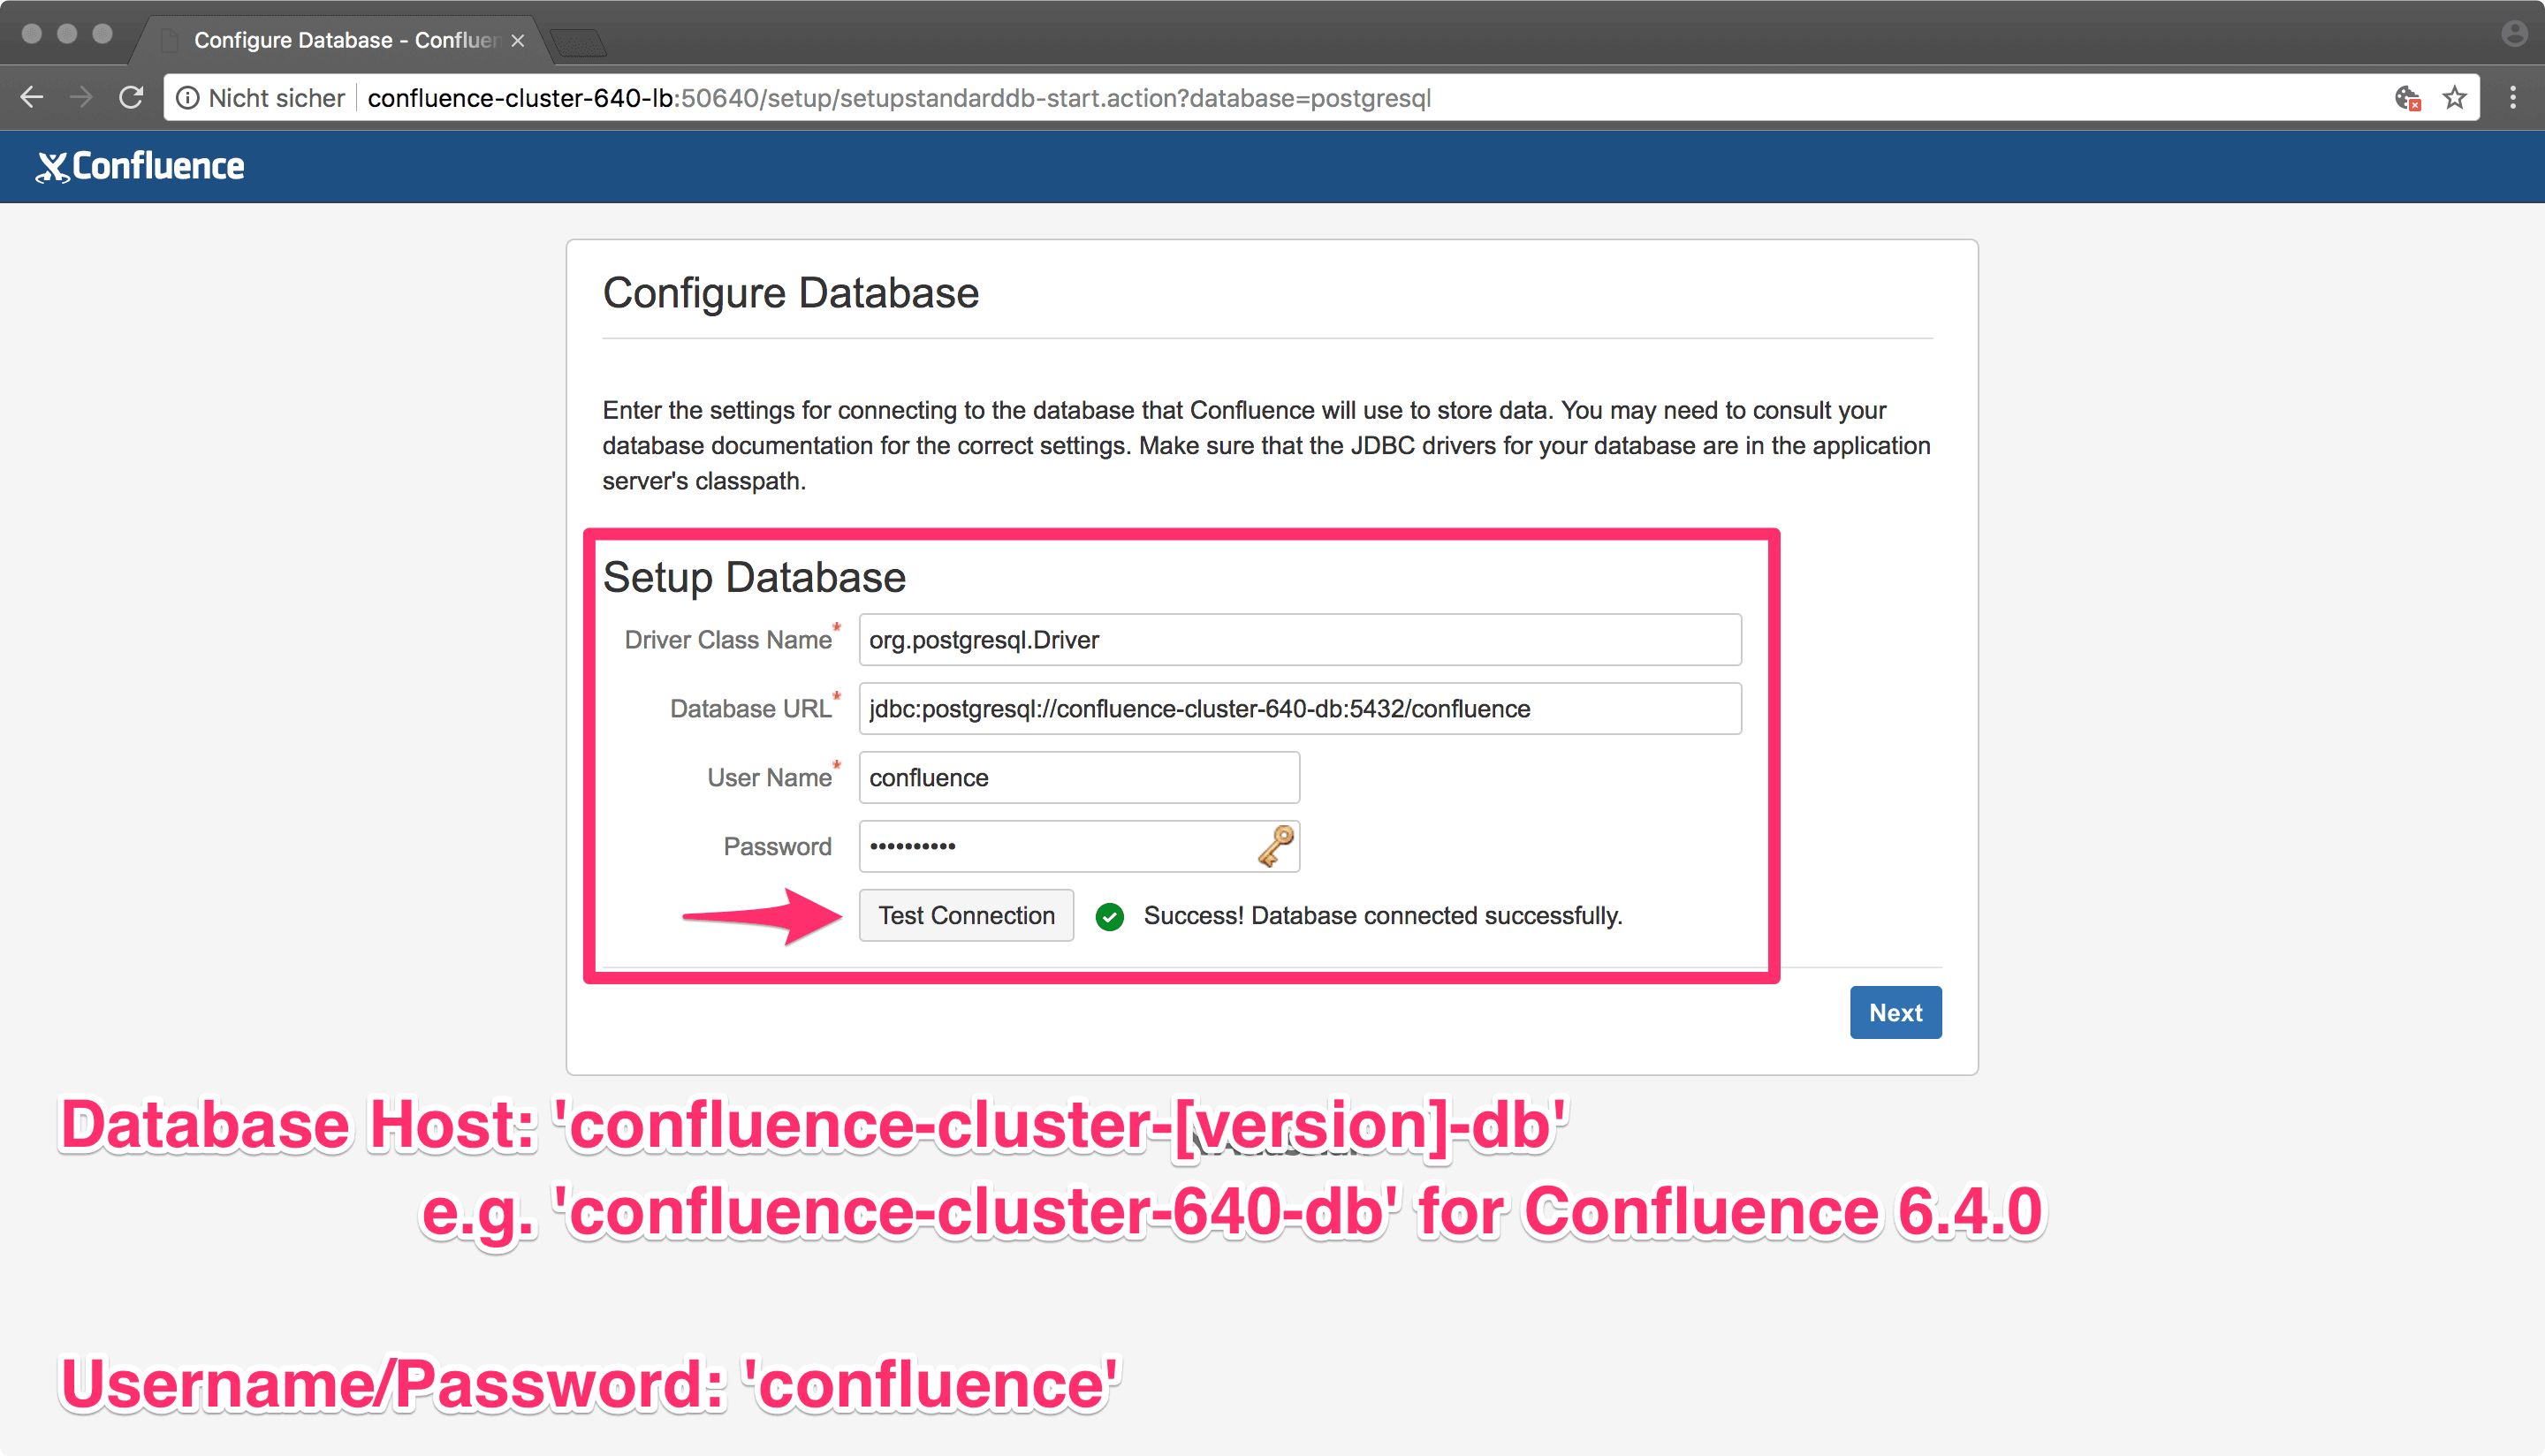 Configure Database - Confluen
Nicht sicher confluence-cluster-640-lb:50640/setup/setupstandarddb-start.action?database=postgresql
Confluence
Configure Database
Enter the settings for connecting to the database that Confluence will use to store data. You may need to consult your
database documentation for the correct settings. Make sure that the JDBC drivers for your database are in the application
server's classpath.
Setup Database
Driver Class Name* org.postgresql.Driver
Database URL* jdbc:postgresql://confluence-cluster-640-db:5432/confluence
User Name* confluence
Password ••••••••••
Test Connection Success! Database connected successfully.
Next
Database Host: 'confluence-cluster-[version]-db'
e.g. 'confluence-cluster-640-db' for Confluence 6.4.0
Username/Password: 'confluence'